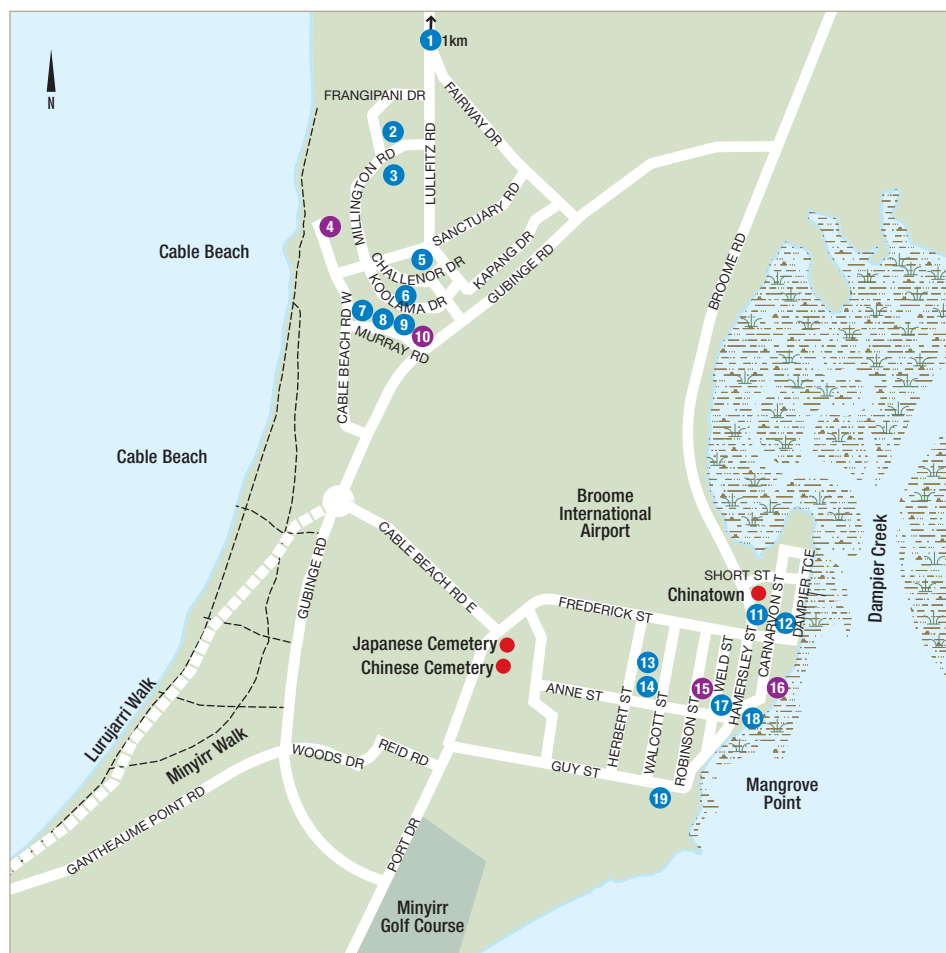 1
1km
N
FRANGIPANI DR
FAIRWAY DR
2
LULLFITZ RD
MILLINGTON RD
3
SANCTUARY RD
4
Cable Beach
5
CHALLENOR DR
KAPANG DR
GUBINGE RD
BROOME RD
6
KOOLAMA DR
7
8
9
10
MURRAY RD
CABLE BEACH RD W
Cable Beach
Broome
International
Airport
CABLE BEACH RD E
GUBINGE RD
Dampier Creek
SHORT ST
Chinatown
CARNARVON ST
DAMPIER TCE
FREDERICK ST
11
12
Japanese Cemetery
Chinese Cemetery
13
14
WELD ST
HAMERSLEY ST
ANNE ST
15
16
17
18
HERBERT ST
WALCOTT ST
ROBINSON ST
Lurujarri Walk
Minyirr Walk
WOODS DR
REID RD
GUY ST
19
Mangrove
Point
GANTHEAUME POINT RD
PORT DR
Minyirr
Golf Course